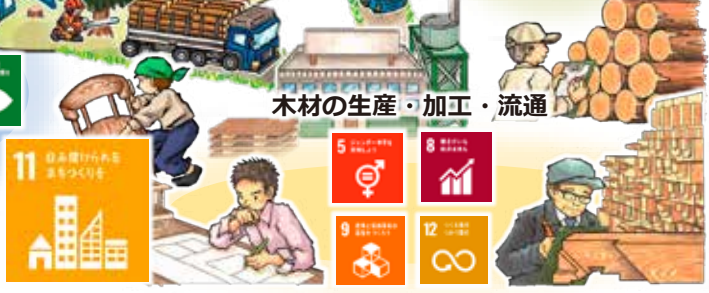 木材の生産・加工・流通
5 ジェンダー平等を
実現しよう
8 働きがいも
経済成長も
11 住み続けられる
まちづくりを
9 産業と技術革新の
基盤をつくろう
12 つくる責任
つかう責任